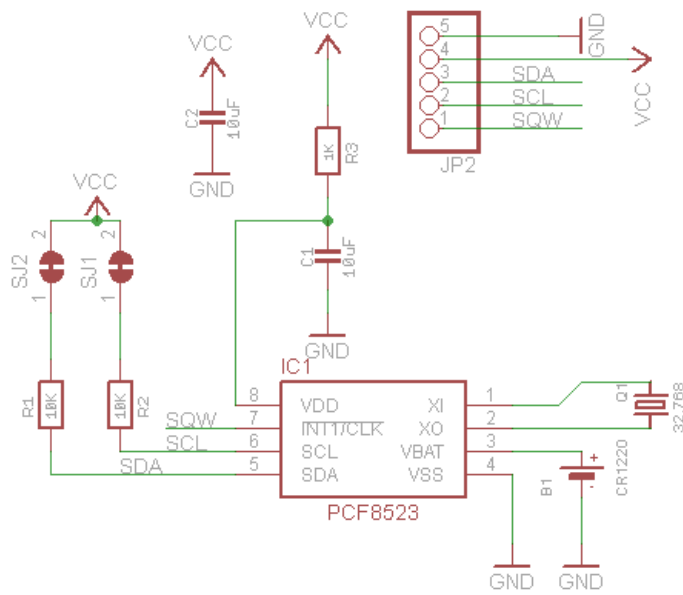 VCC
VCC
5
GND
4
3
SDA
2
SCL
1
SQW
VCC
JP2
C2
10uF
GND
1K
R3
VCC
2
2
SJ2
SJ1
1
1
C1
10uF
GND
IC1
R1
10K
10K
R2
SQW
SCL
SDA
8
VDD
XI
1
7
INT1/CLK
XO
2
6
SCL
VBAT
3
5
SDA
VSS
4
PCF8523
Q1
32.768
B1
+
-
CR1220
GND
GND